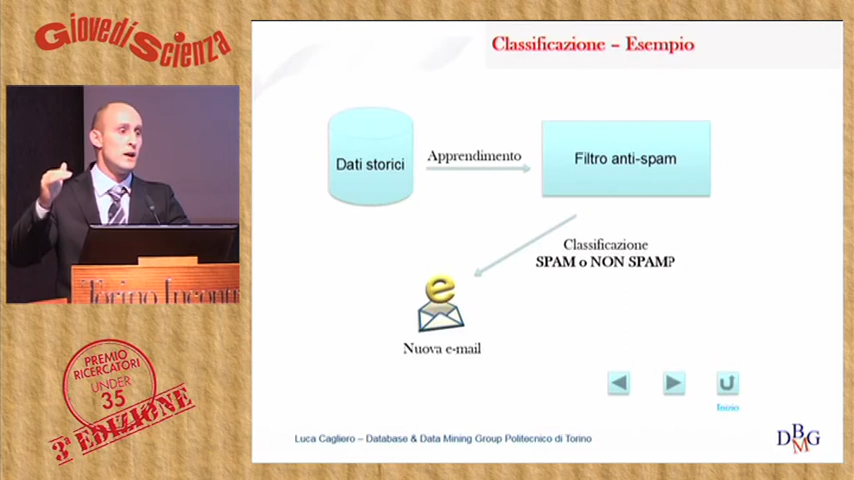 GiovedìScienza
Classificazione – Esempio
Dati storici
Apprendimento
Filtro anti-spam
Classificazione
SPAM o NON SPAM?
e
Nuova e-mail
Torino Incont
PREMIO
RICERCATORI
UNDER
35
3ª EDIZIONE
Inizio
Luca Cagliero – Database & Data Mining Group Politecnico di Torino
DBMG